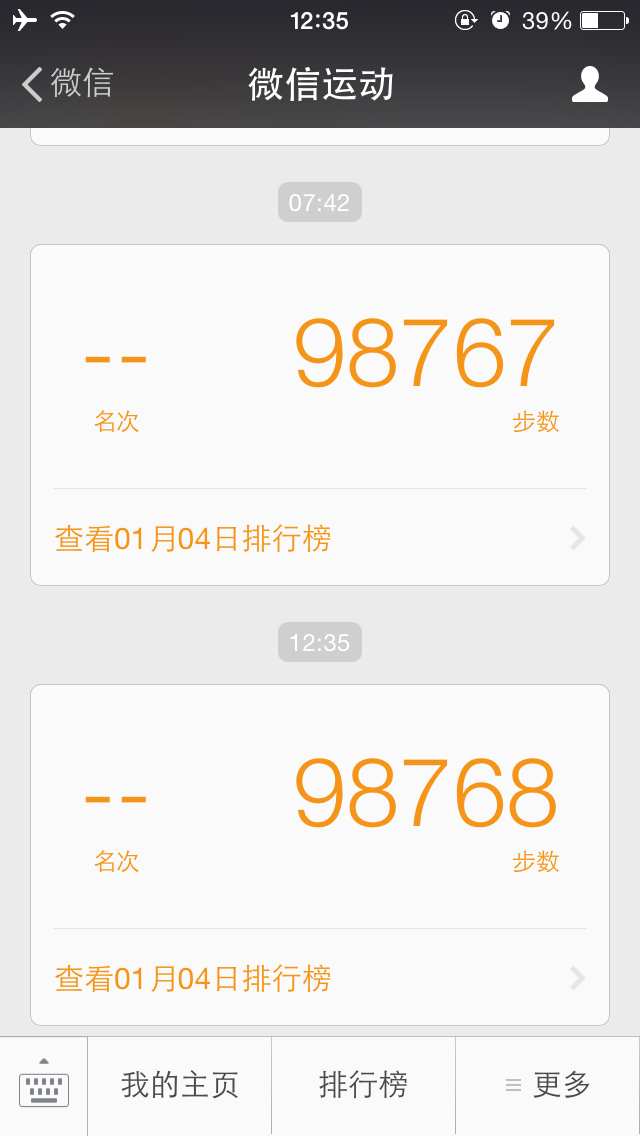 12:35
39%
微信
微信运动
07:42
-- 98767
名次 步数
查看01月04日排行榜
12:35
-- 98768
名次 步数
查看01月04日排行榜
我的主页 排行榜 更多